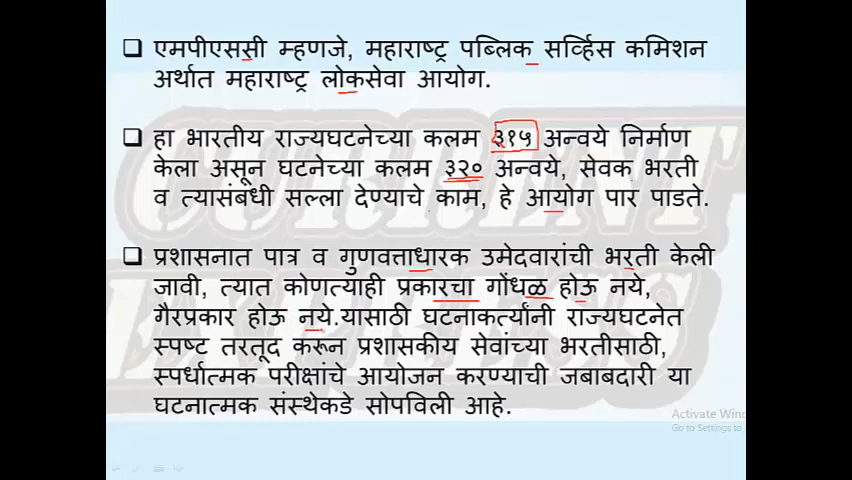 एमपीएससी म्हणजे, महाराष्ट्र पब्लिक सर्व्हिस कमिशन
अर्थात महाराष्ट्र लोकसेवा आयोग.
हा भारतीय राज्यघटनेच्या कलम ३१५ अन्वये निर्माण
केला असून घटनेच्या कलम ३२० अन्वये, सेवक भरती
व त्यासंबंधी सल्ला देण्याचे काम, हे आयोग पार पाडते.
प्रशासनात पात्र व गुणवत्ताधारक उमेदवारांची भरती केली
जावी, त्यात कोणत्याही प्रकारचा गोंधळ होऊ नये,
गैरप्रकार होऊ नये.यासाठी घटनाकर्त्यांनी राज्यघटनेत
स्पष्ट तरतूद करून प्रशासकीय सेवांच्या भरतीसाठी,
स्पर्धात्मक परीक्षांचे आयोजन करण्याची जबाबदारी या
घटनात्मक संस्थेकडे सोपविली आहे.
CURRENT
EXPRESS
Activate Wind
Go to Settings to